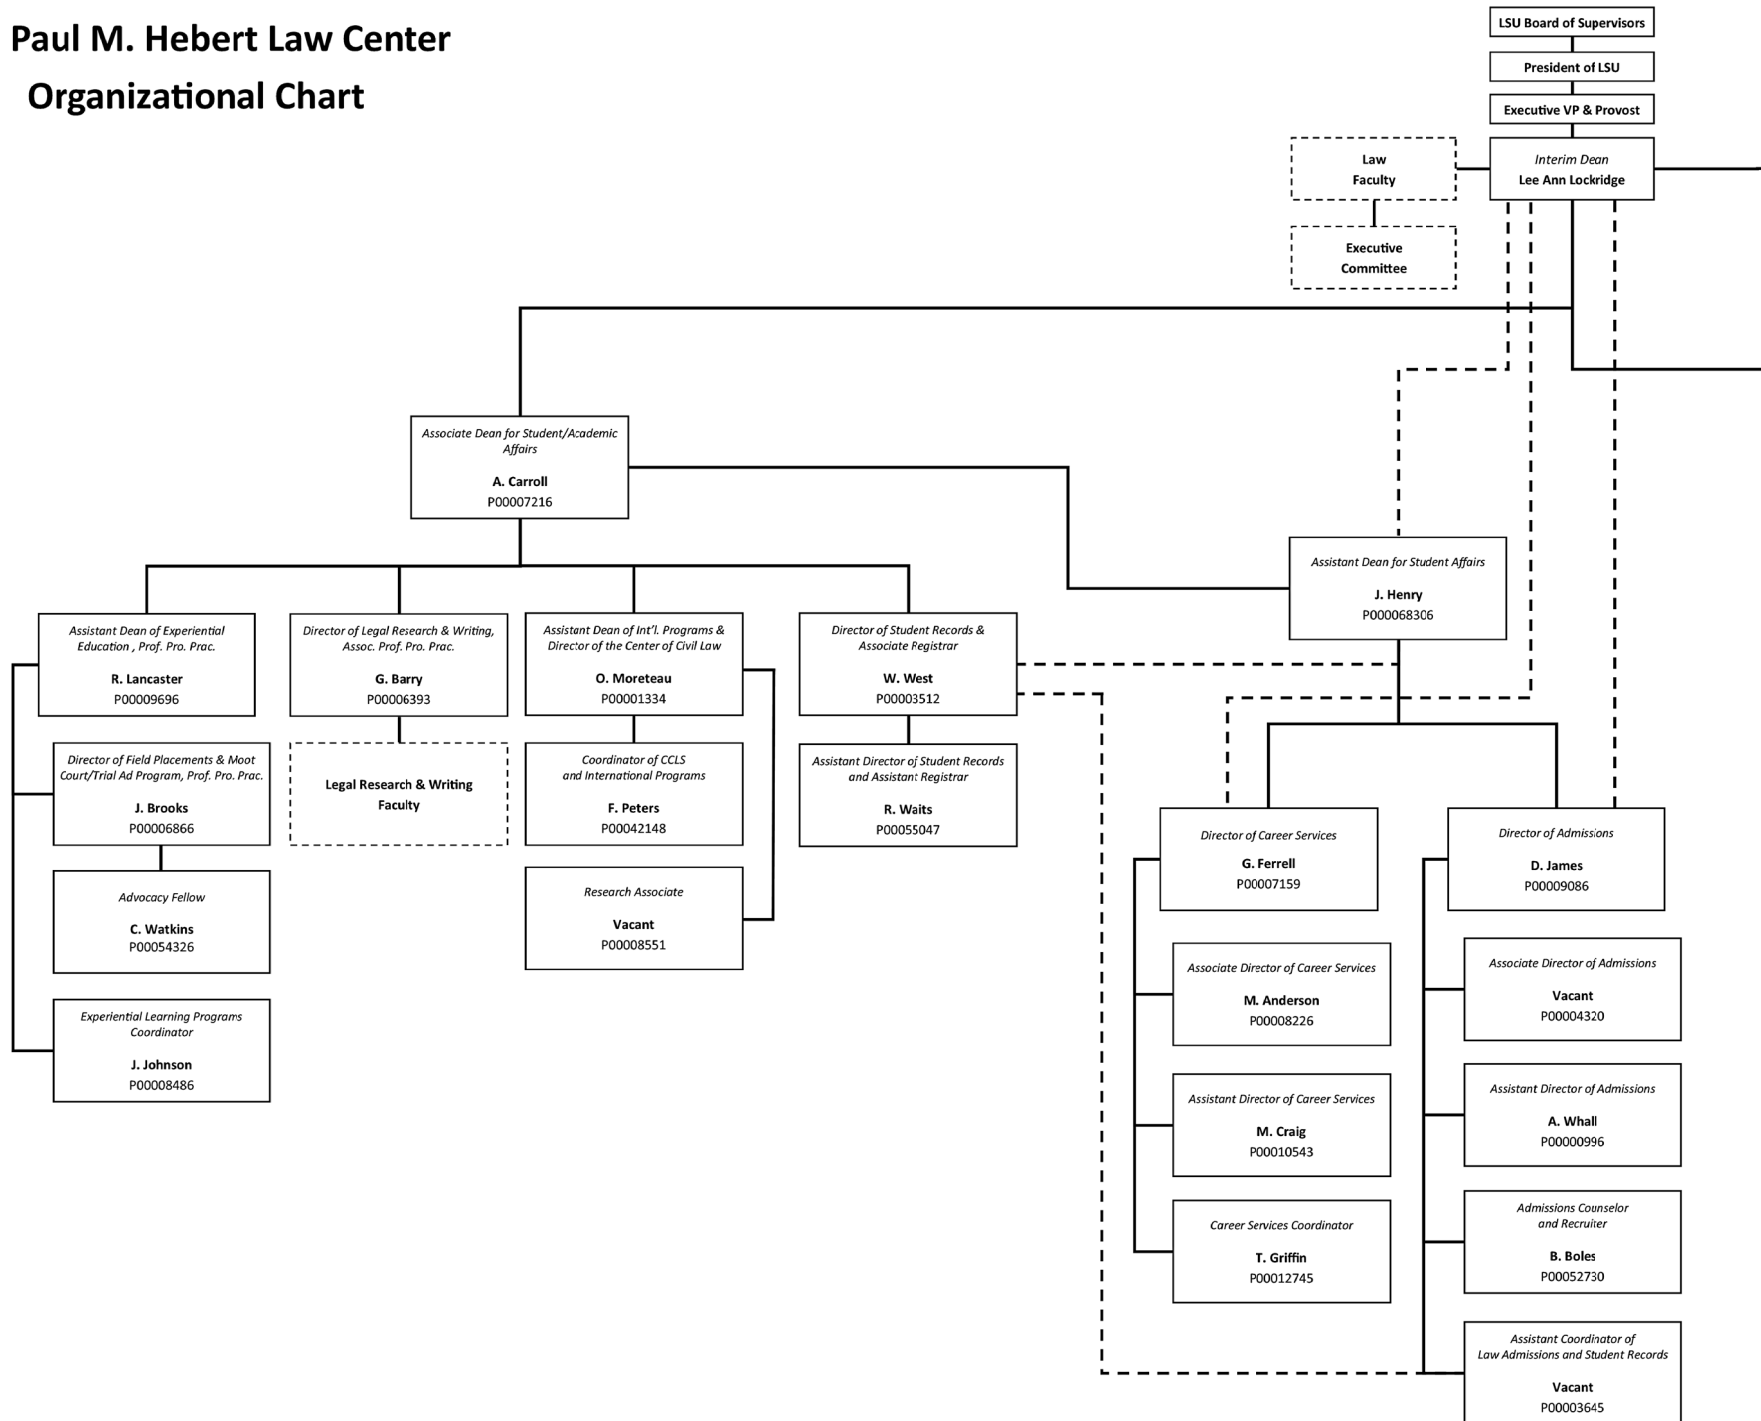 Paul M. Hebert Law Center
Organizational Chart
LSU Board of Supervisors
President of LSU
Executive VP & Provost
Interim Dean
Lee Ann Lockridge
Law
Faculty
Executive
Committee
Associate Dean for Student/Academic
Affairs
A. Carroll
P00007216
Assistant Dean for Student Affairs
J. Henry
P000068306
Assistant Dean of Experiential
Education , Prof. Pro. Prac.
R. Lancaster
P00009696
Director of Legal Research & Writing,
Assoc. Prof. Pro. Prac.
G. Barry
P00006393
Assistant Dean of Int'l. Programs &
Director of the Center of Civil Law
O. Moreteau
P00001334
Director of Student Records &
Associate Registrar
W. West
P00003512
Director of Field Placements & Moot
Court/Trial Ad Program, Prof. Pro. Prac.
J. Brooks
P00006866
Legal Research & Writing
Faculty
Coordinator of CCLS
and International Programs
F. Peters
P00042148
Assistant Director of Student Records
and Assistant Registrar
R. Waits
P00055047
Advocacy Fellow
C. Watkins
P00054326
Research Associate
Vacant
P00008551
Experiential Learning Programs
Coordinator
J. Johnson
P00008486
Director of Career Services
G. Ferrell
P00007159
Director of Admissions
D. James
P00009086
Associate Director of Career Services
M. Anderson
P00008226
Associate Director of Admissions
Vacant
P00004320
Assistant Director of Career Services
M. Craig
P00010543
Assistant Director of Admissions
A. Whall
P00000996
Career Services Coordinator
T. Griffin
P00012745
Admissions Counselor
and Recruiter
B. Boles
P00052730
Assistant Coordinator of
Law Admissions and Student Records
Vacant
P00003645